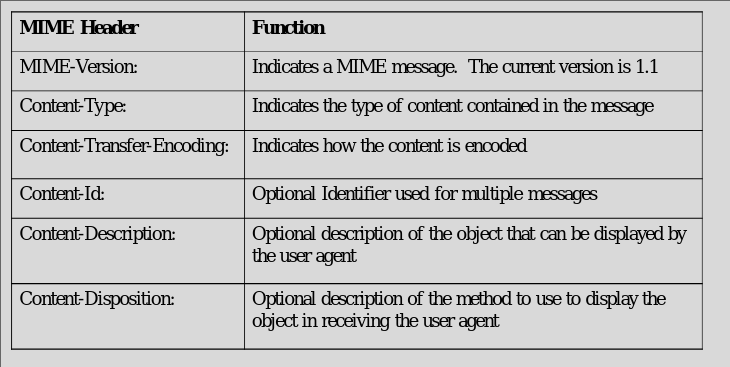 MIME Header Function
MIME-Version: Indicates a MIME message. The current version is 1.1
Content-Type: Indicates the type of content contained in the message
Content-Transfer-Encoding: Indicates how the content is encoded
Content-Id: Optional Identifier used for multiple messages
Content-Description: Optional description of the object that can be displayed by
the user agent
Content-Disposition: Optional description of the method to use to display the
object in receiving the user agent